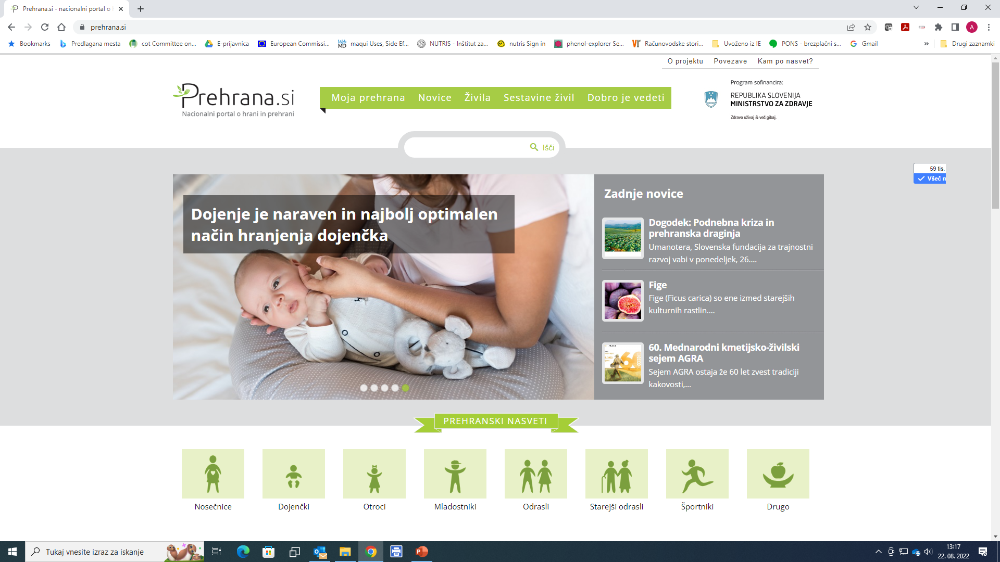 Prehrana.si - nacionalni portal o
prehrana.si
Bookmarks
Predlagana mesta
cot Committee on...
E-prijavnica
European Commissi...
maqui Uses, Side Ef...
NUTRIS - Inštitut za...
nutris Sign in
phenol-explorer Se...
Računovodske stori...
Uvoženo iz IE
PONS - brezplačni s...
Gmail
»
Drugi zaznamki
A
O projektu
Povezave
Kam po nasvet?
Prehrana.si
Nacionalni portal o hrani in prehrani
Moja prehrana
Novice
Živila
Sestavine živil
Dobro je vedeti
Program sofinancira:
REPUBLIKA SLOVENIJA
MINISTRSTVO ZA ZDRAVJE
Zdravo uživaj & več gibaj.
Išči
59 tis.
Všeč m
Dojenje je naraven in najbolj optimalen
način hranjenja dojenčka
Zadnje novice
Dogodek: Podnebna kriza in
prehranska draginja
Umanotera, Slovenska fundacija za trajnostni
razvoj vabi v ponedeljek, 26....
Fige
Fige (Ficus carica) so ene izmed starejših
kulturnih rastlin....
60. Mednarodni kmetijsko-živilski
sejem AGRA
Sejem AGRA ostaja že 60 let zvest tradiciji
kakovosti,...
PREHRANSKI NASVETI
Nosečnice
Dojenčki
Otroci
Mladostniki
Odrasli
Starejši odrasli
Športniki
Drugo
Tukaj vnesite izraz za iskanje
13:17
22. 08. 2022